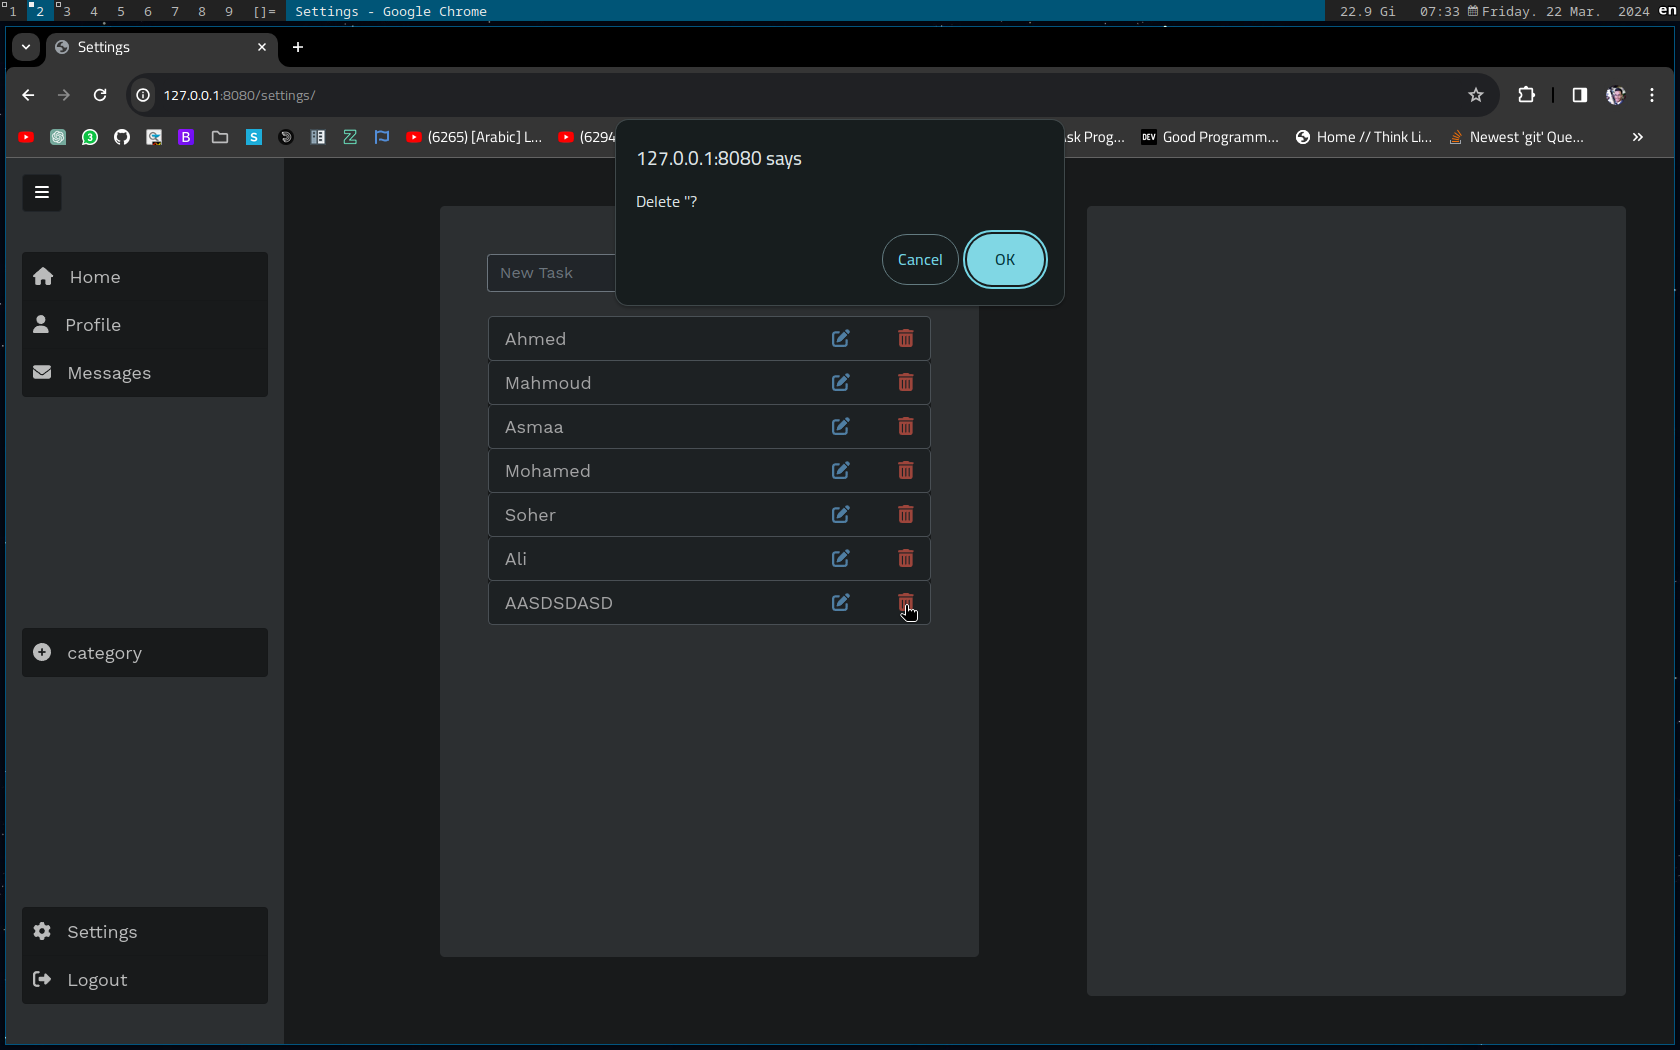 1 2 3 4 5 6 7 8 9 []= Settings - Google Chrome 22.9 Gi 07:33 Friday. 22 Mar. 2024 en
Settings
127.0.0.1:8080/settings/
3 B S (6265) [Arabic] L... (6294 sk Prog... DEV Good Programm... Home // Think Li... Newest 'git' Que... »
127.0.0.1:8080 says
Delete ''?
Cancel OK
Home
Profile
Messages
category
Settings
Logout
New Task
Ahmed
Mahmoud
Asmaa
Mohamed
Soher
Ali
AASDSDASD